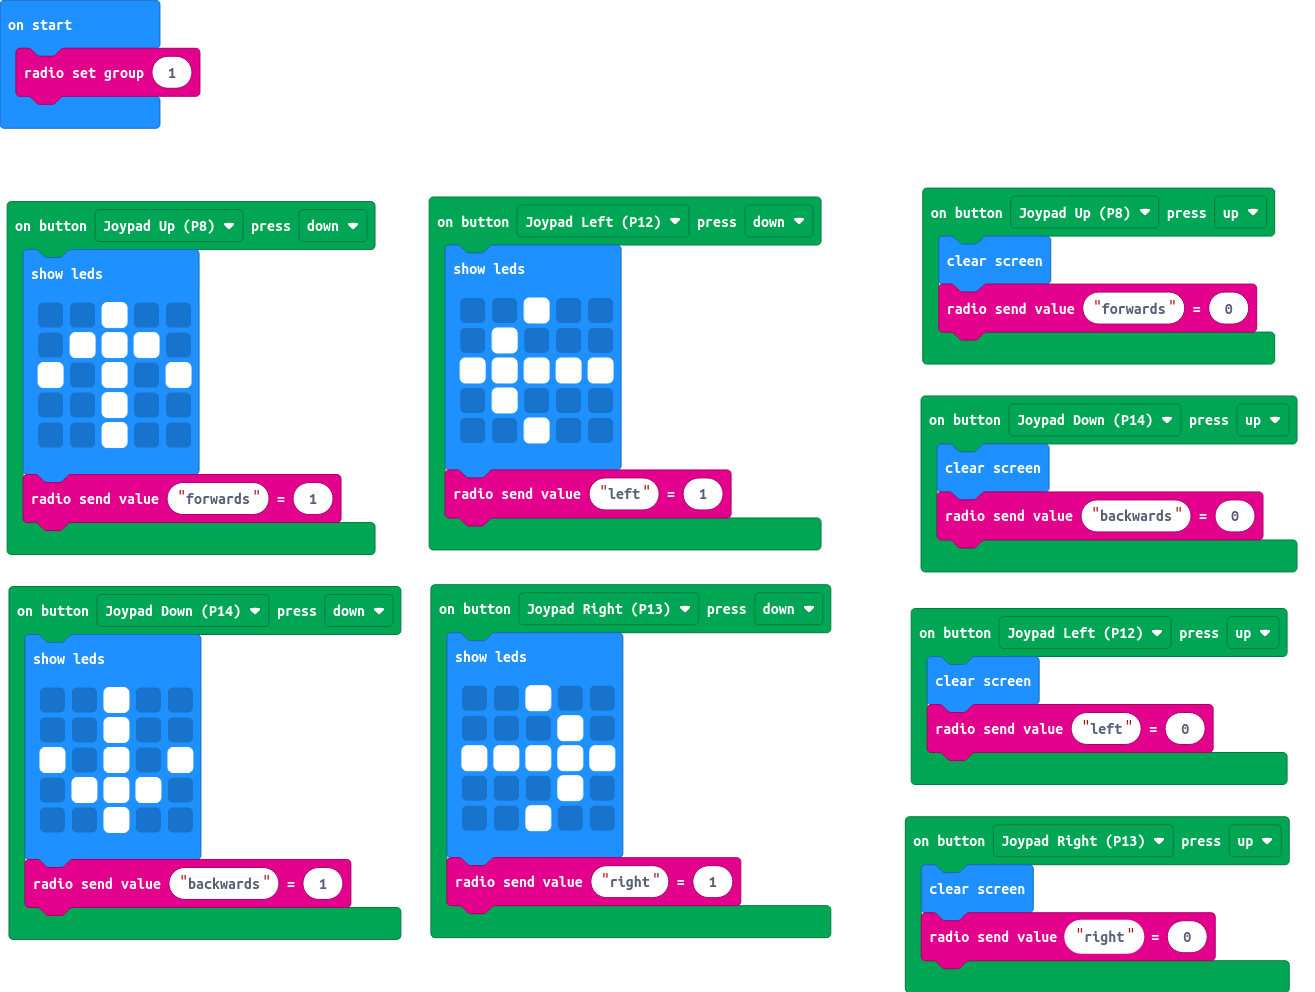 on start
radio set group 1
on button Joypad Up (P8) press down
show leds
radio send value "forwards" = 1
on button Joypad Left (P12) press down
show leds
radio send value "left" = 1
on button Joypad Down (P14) press down
show leds
radio send value "backwards" = 1
on button Joypad Right (P13) press down
show leds
radio send value "right" = 1
on button Joypad Up (P8) press up
clear screen
radio send value "forwards" = 0
on button Joypad Down (P14) press up
clear screen
radio send value "backwards" = 0
on button Joypad Left (P12) press up
clear screen
radio send value "left" = 0
on button Joypad Right (P13) press up
clear screen
radio send value "right" = 0